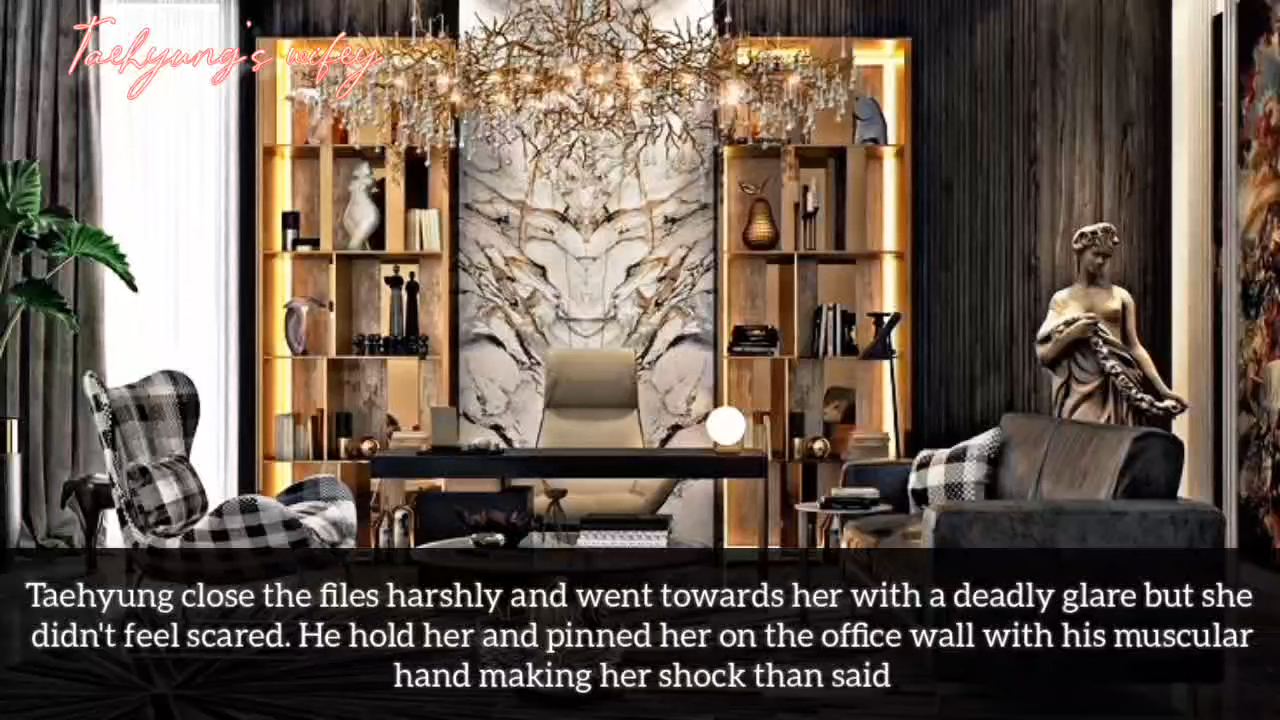 Taehyung's wifey
Taehyung close the files harshly and went towards her with a deadly glare but she
didn't feel scared. He hold her and pinned her on the office wall with his muscular
hand making her shock than said